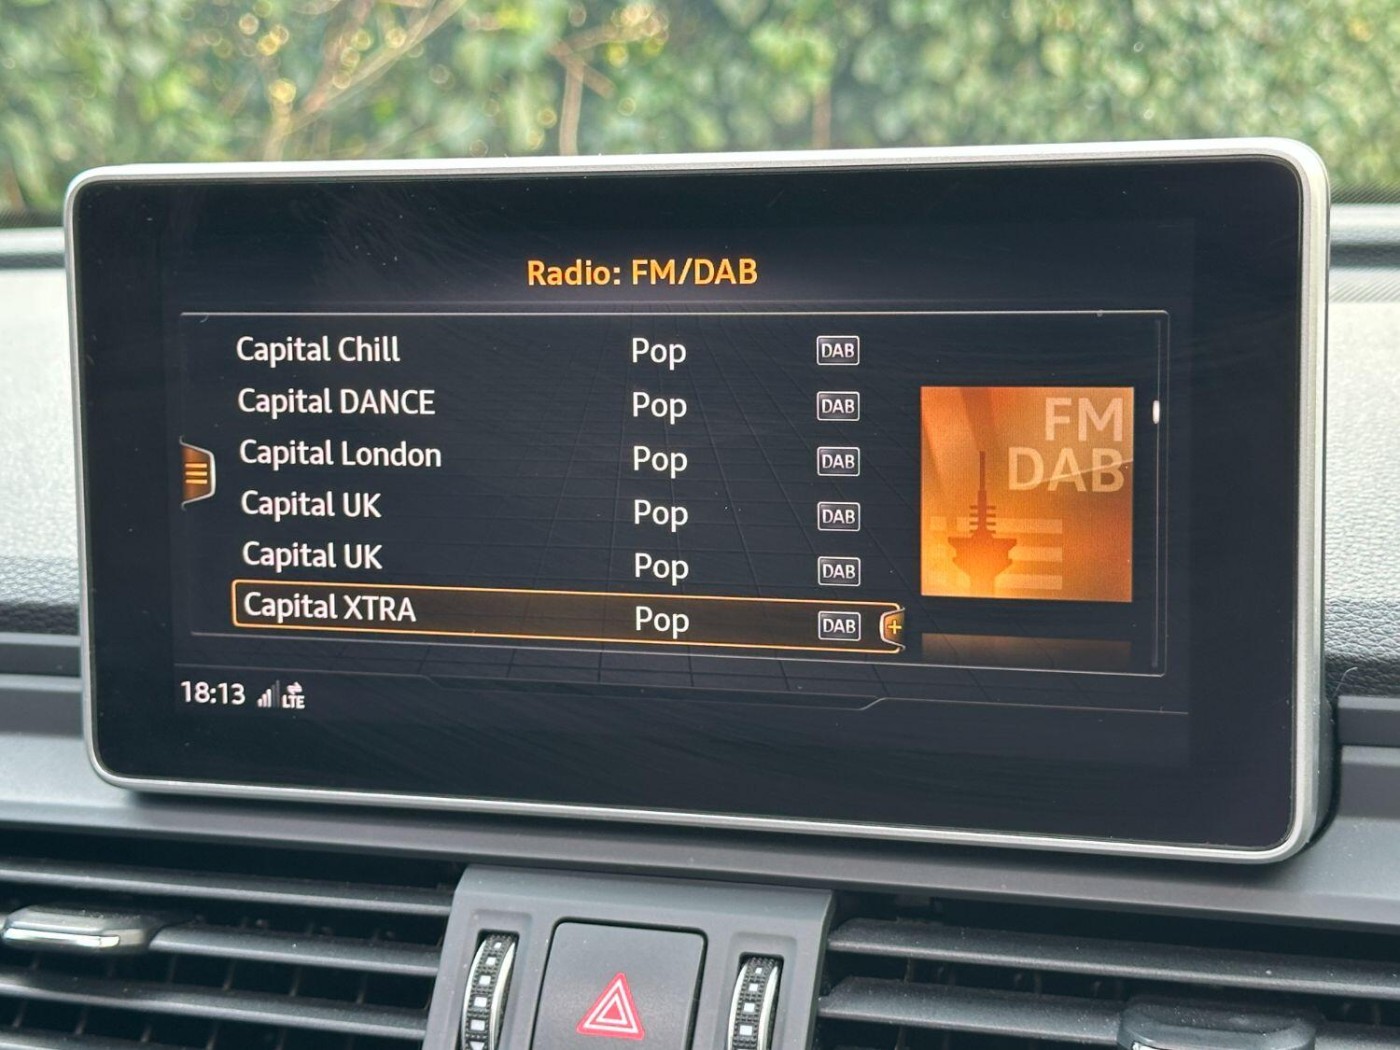 Radio: FM/DAB
Capital Chill Pop DAB
Capital DANCE Pop DAB
Capital London Pop DAB
Capital UK Pop DAB
Capital UK Pop DAB
Capital XTRA Pop DAB +
FM
DAB
18:13 LTE